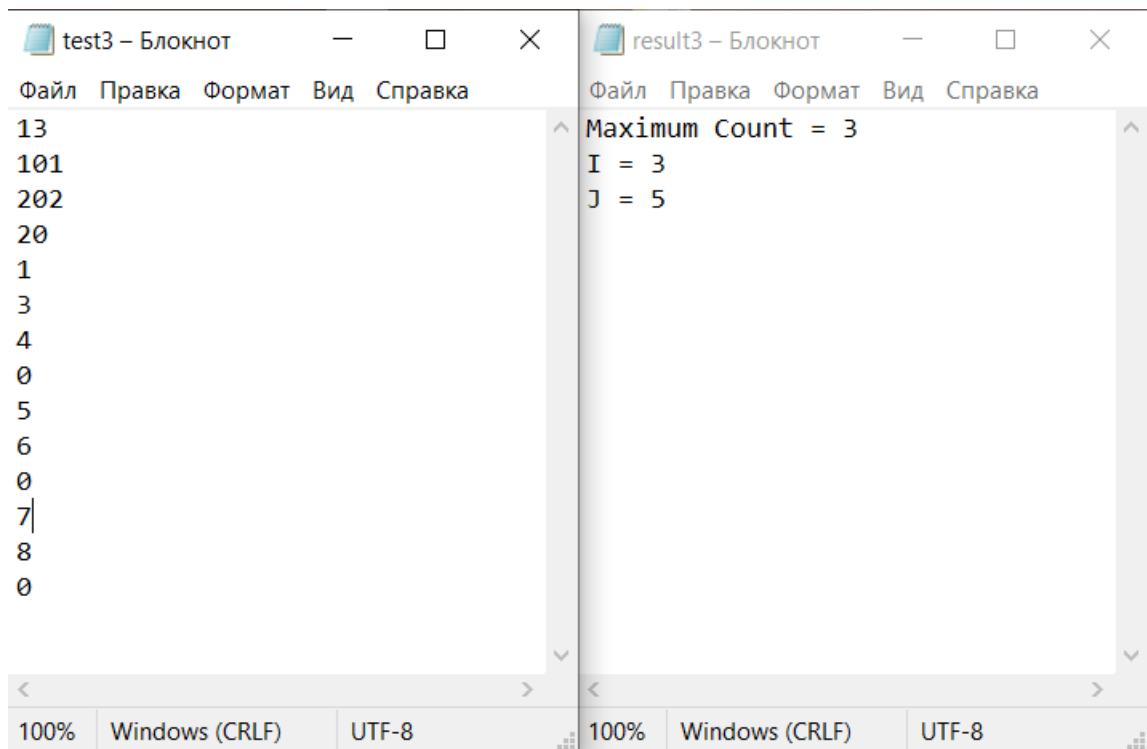 test3 – Блокнот
Файл Правка Формат Вид Справка
13
101
202
20
1
3
4
0
5
6
0
7
8
0
100% Windows (CRLF) UTF-8
result3 – Блокнот
Файл Правка Формат Вид Справка
Maximum Count = 3
I = 3
J = 5
100% Windows (CRLF) UTF-8